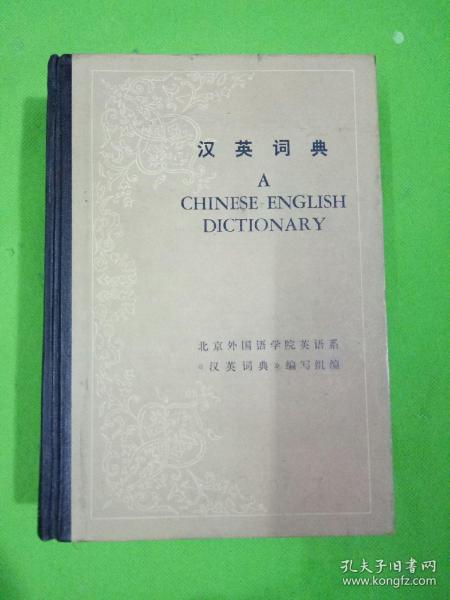 汉英词典
A
CHINESE-ENGLISH
DICTIONARY
北京外国语学院英语系
《汉英词典》编写组编
孔夫子旧书网
www.kongfz.com